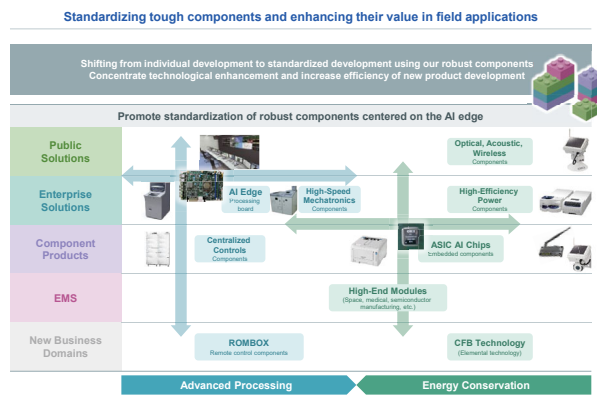 Standardizing tough components and enhancing their value in field applications
Shifting from individual development to standardized development using our robust components
Concentrate technological enhancement and increase efficiency of new product development
Promote standardization of robust components centered on the AI edge
Public
Solutions
Optical, Acoustic,
Wireless
Components
Enterprise
Solutions
AI Edge
Processing
board
High-Speed
Mechatronics
Components
High-Efficiency
Power
Components
Component
Products
Centralized
Controls
Components
ASIC AI Chips
Embedded components
EMS
High-End Modules
(Space, medical, semiconductor
manufacturing, etc.)
New Business
Domains
ROMBOX
Remote control components
CFB Technology
(Elemental technology)
Advanced Processing
Energy Conservation